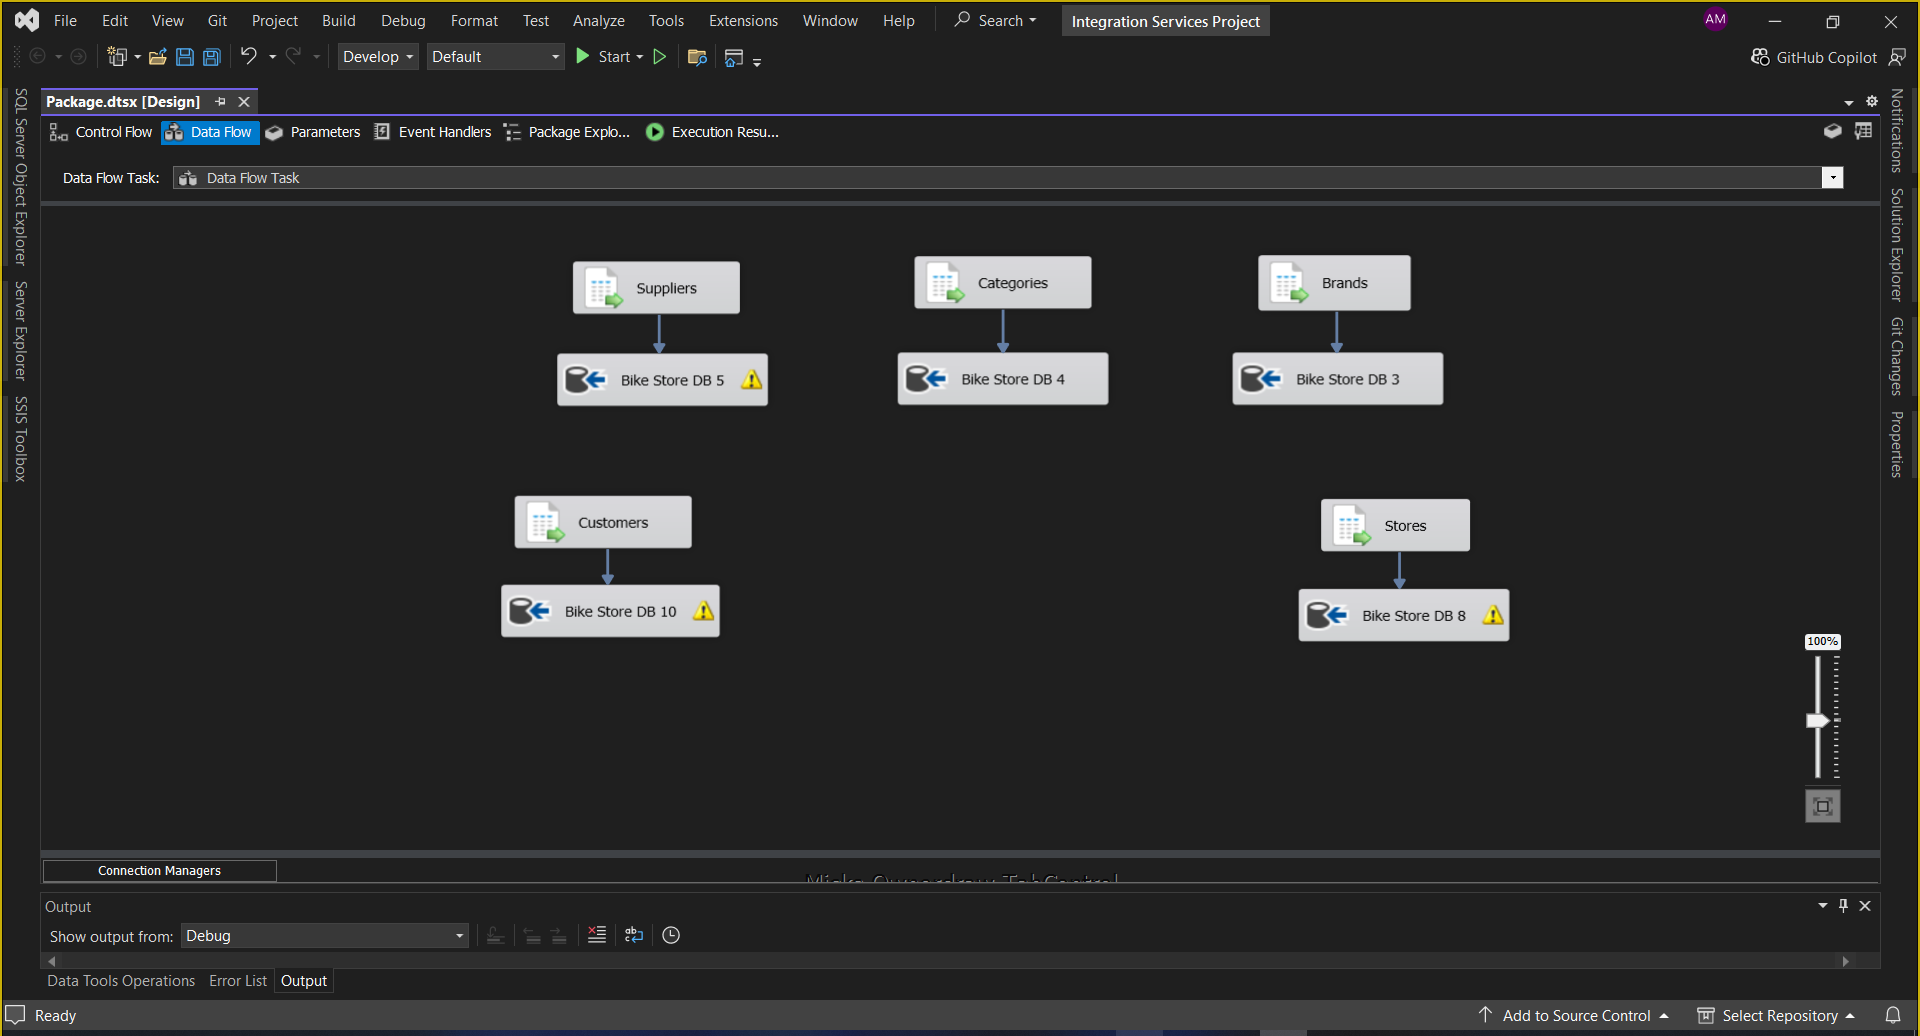 File Edit View Git Project Build Debug Format Test Analyze Tools Extensions Window Help Search Integration Services Project AM
Develop Default Start GitHub Copilot
Package.dtsx [Design]
Control Flow Data Flow Parameters Event Handlers Package Explo... Execution Resu...
Data Flow Task: Data Flow Task
SQL Server Object Explorer
Server Explorer
SSIS Toolbox
Suppliers Categories Brands
Bike Store DB 5 Bike Store DB 4 Bike Store DB 3
Customers Stores
Bike Store DB 10 Bike Store DB 8
100%
Notifications
Solution Explorer
Git Changes
Properties
Connection Managers
Output
Show output from: Debug
Data Tools Operations Error List Output
Ready Add to Source Control Select Repository